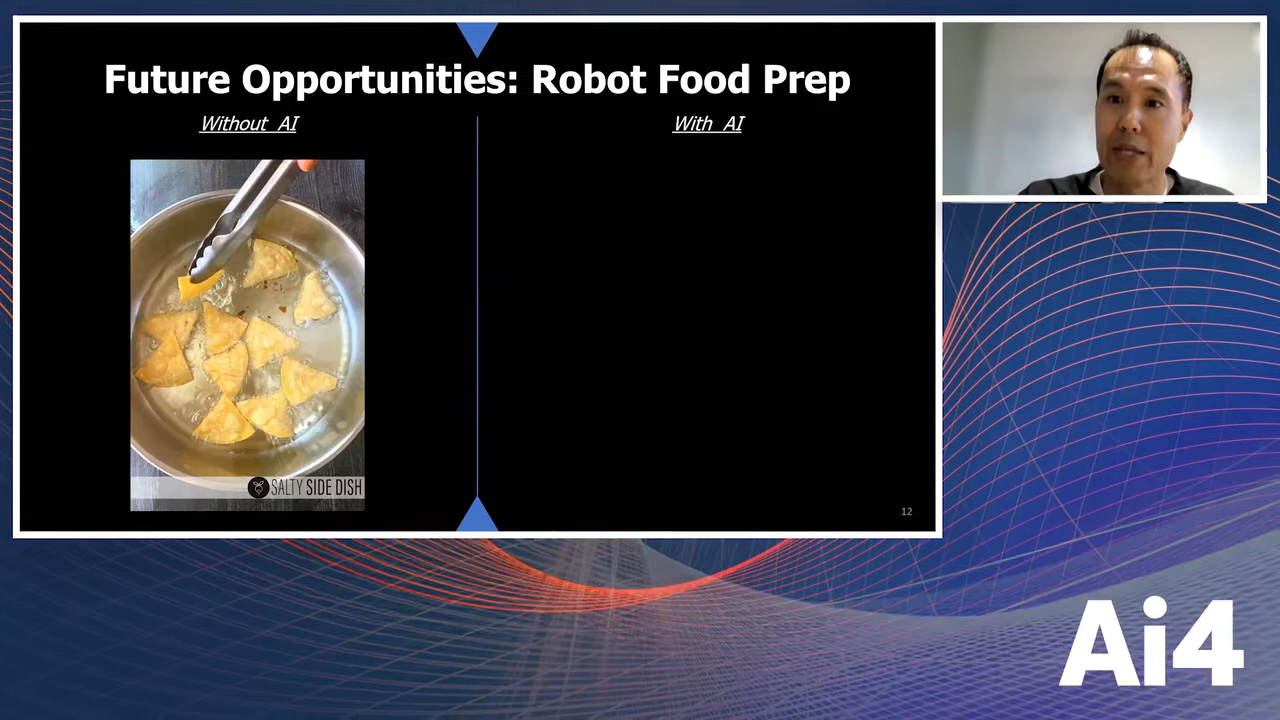 Future Opportunities: Robot Food Prep
Without AI
With AI
SALTY SIDE DISH
12
Ai4